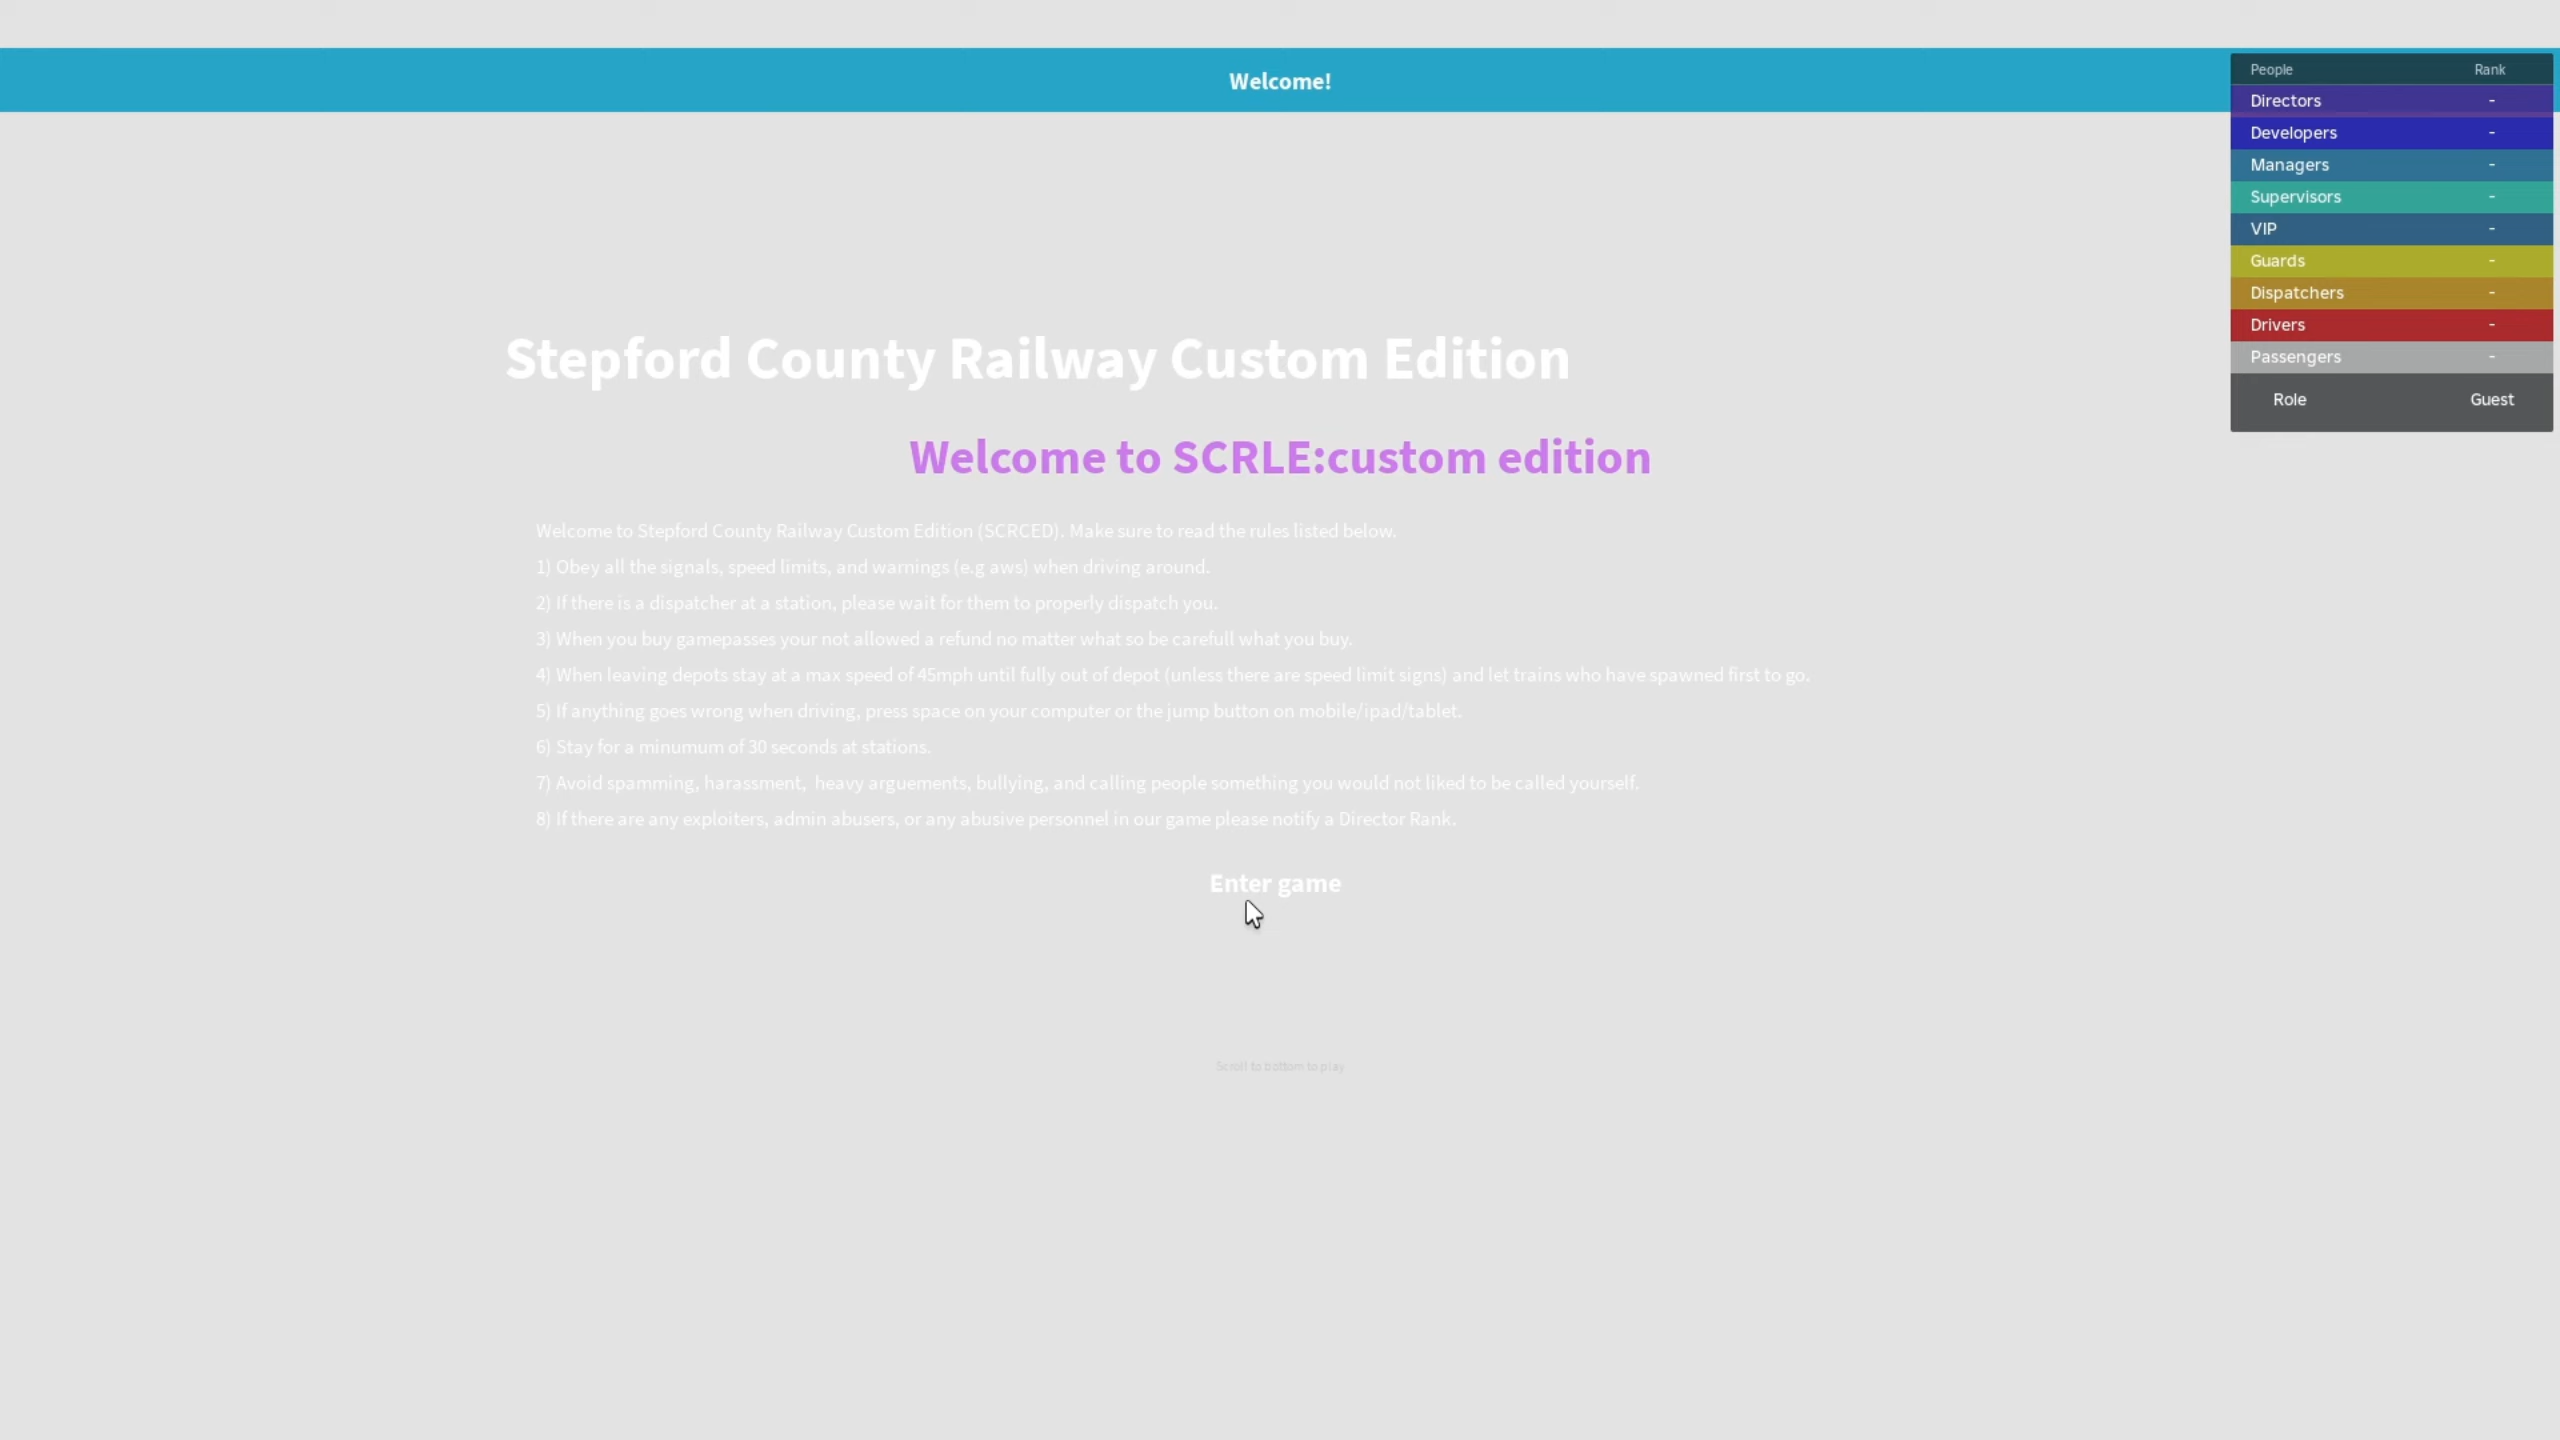 Welcome!
People Rank
Directors -
Developers -
Managers -
Supervisors -
VIP -
Guards -
Dispatchers -
Drivers -
Passengers -
Role Guest
Stepford County Railway Custom Edition
Welcome to SCRLE:custom edition
Welcome to Stepford County Railway Custom Edition (SCRCED). Make sure to read the rules listed below.
1) Obey all the signals, speed limits, and warnings (e.g aws) when driving around.
2) If there is a dispatcher at a station, please wait for them to properly dispatch you.
3) When you buy gamepasses your not allowed a refund no matter what so be carefull what you buy.
4) When leaving depots stay at a max speed of 45mph until fully out of depot (unless there are speed limit signs) and let trains who have spawned first to go.
5) If anything goes wrong when driving, press space on your computer or the jump button on mobile/ipad/tablet.
6) Stay for a minumum of 30 seconds at stations.
7) Avoid spamming, harassment,  heavy arguements, bullying, and calling people something you would not liked to be called yourself.
8) If there are any exploiters, admin abusers, or any abusive personnel in our game please notify a Director Rank.
Enter game
Scroll to bottom to play